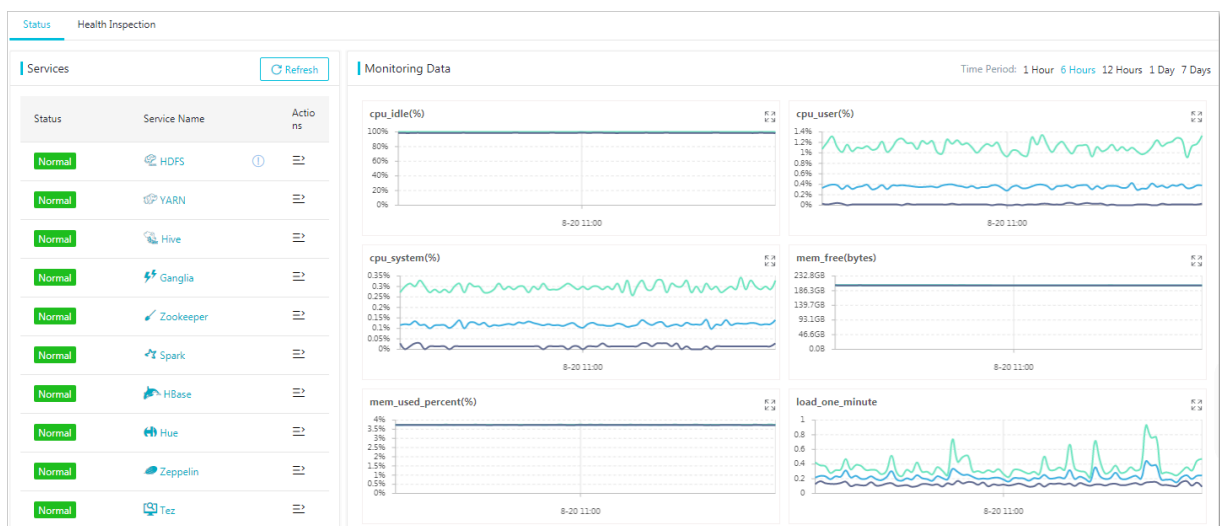 Status Health Inspection
Services Refresh
Status Service Name Actio
ns
Normal HDFS
Normal YARN
Normal Hive
Normal Ganglia
Normal Zookeeper
Normal Spark
Normal HBase
Normal Hue
Normal Zeppelin
Normal Tez
Monitoring Data Time Period: 1 Hour 6 Hours 12 Hours 1 Day 7 Days
cpu_idle(%)
100%
80%
60%
40%
20%
0%
8-20 11:00
cpu_user(%)
1.4%
1.2%
1%
0.8%
0.6%
0.4%
0.2%
0%
8-20 11:00
cpu_system(%)
0.35%
0.3%
0.25%
0.2%
0.15%
0.1%
0.05%
0%
8-20 11:00
mem_free(bytes)
232.8GB
186.3GB
139.7GB
93.1GB
46.6GB
0.0B
8-20 11:00
mem_used_percent(%)
4%
3.5%
3%
2.5%
2%
1.5%
1%
0.5%
0%
8-20 11:00
load_one_minute
1
0.8
0.6
0.4
0.2
0
8-20 11:00